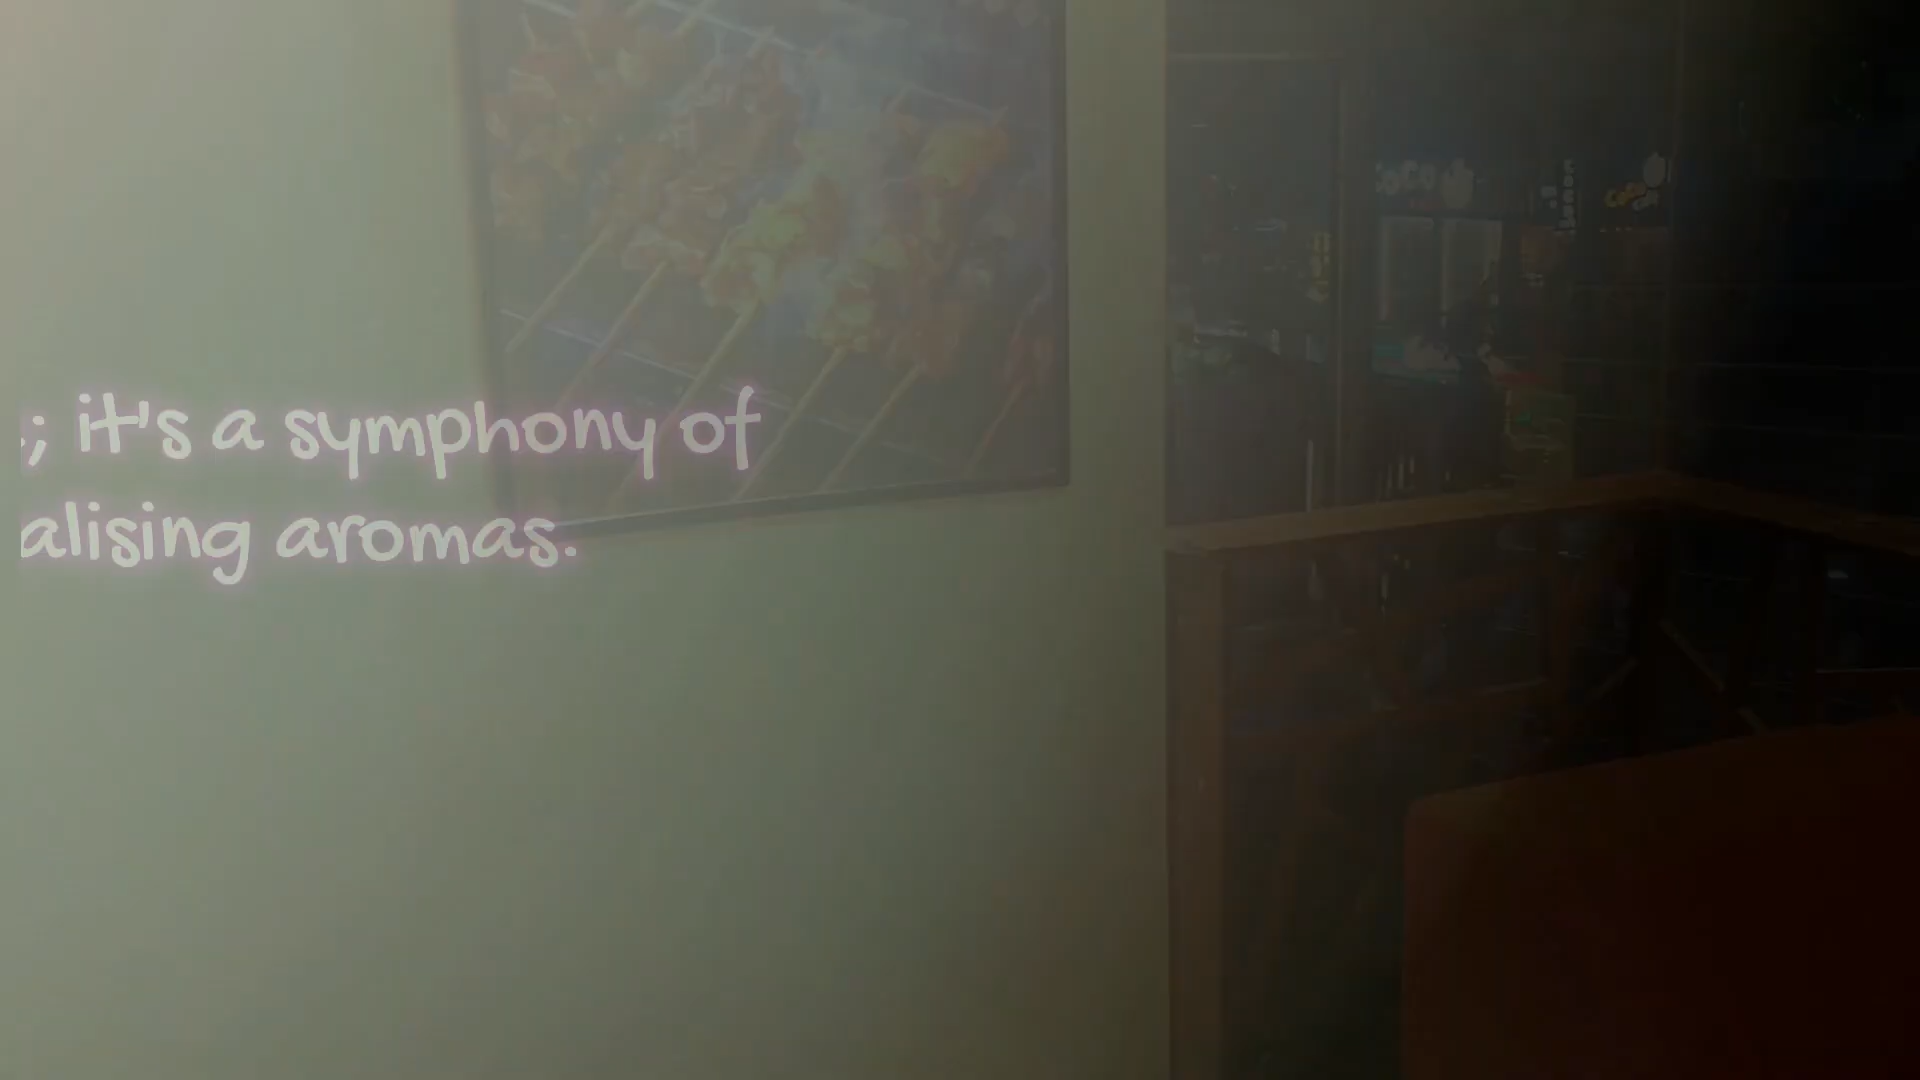 ; it's a symphony of
alising aromas.